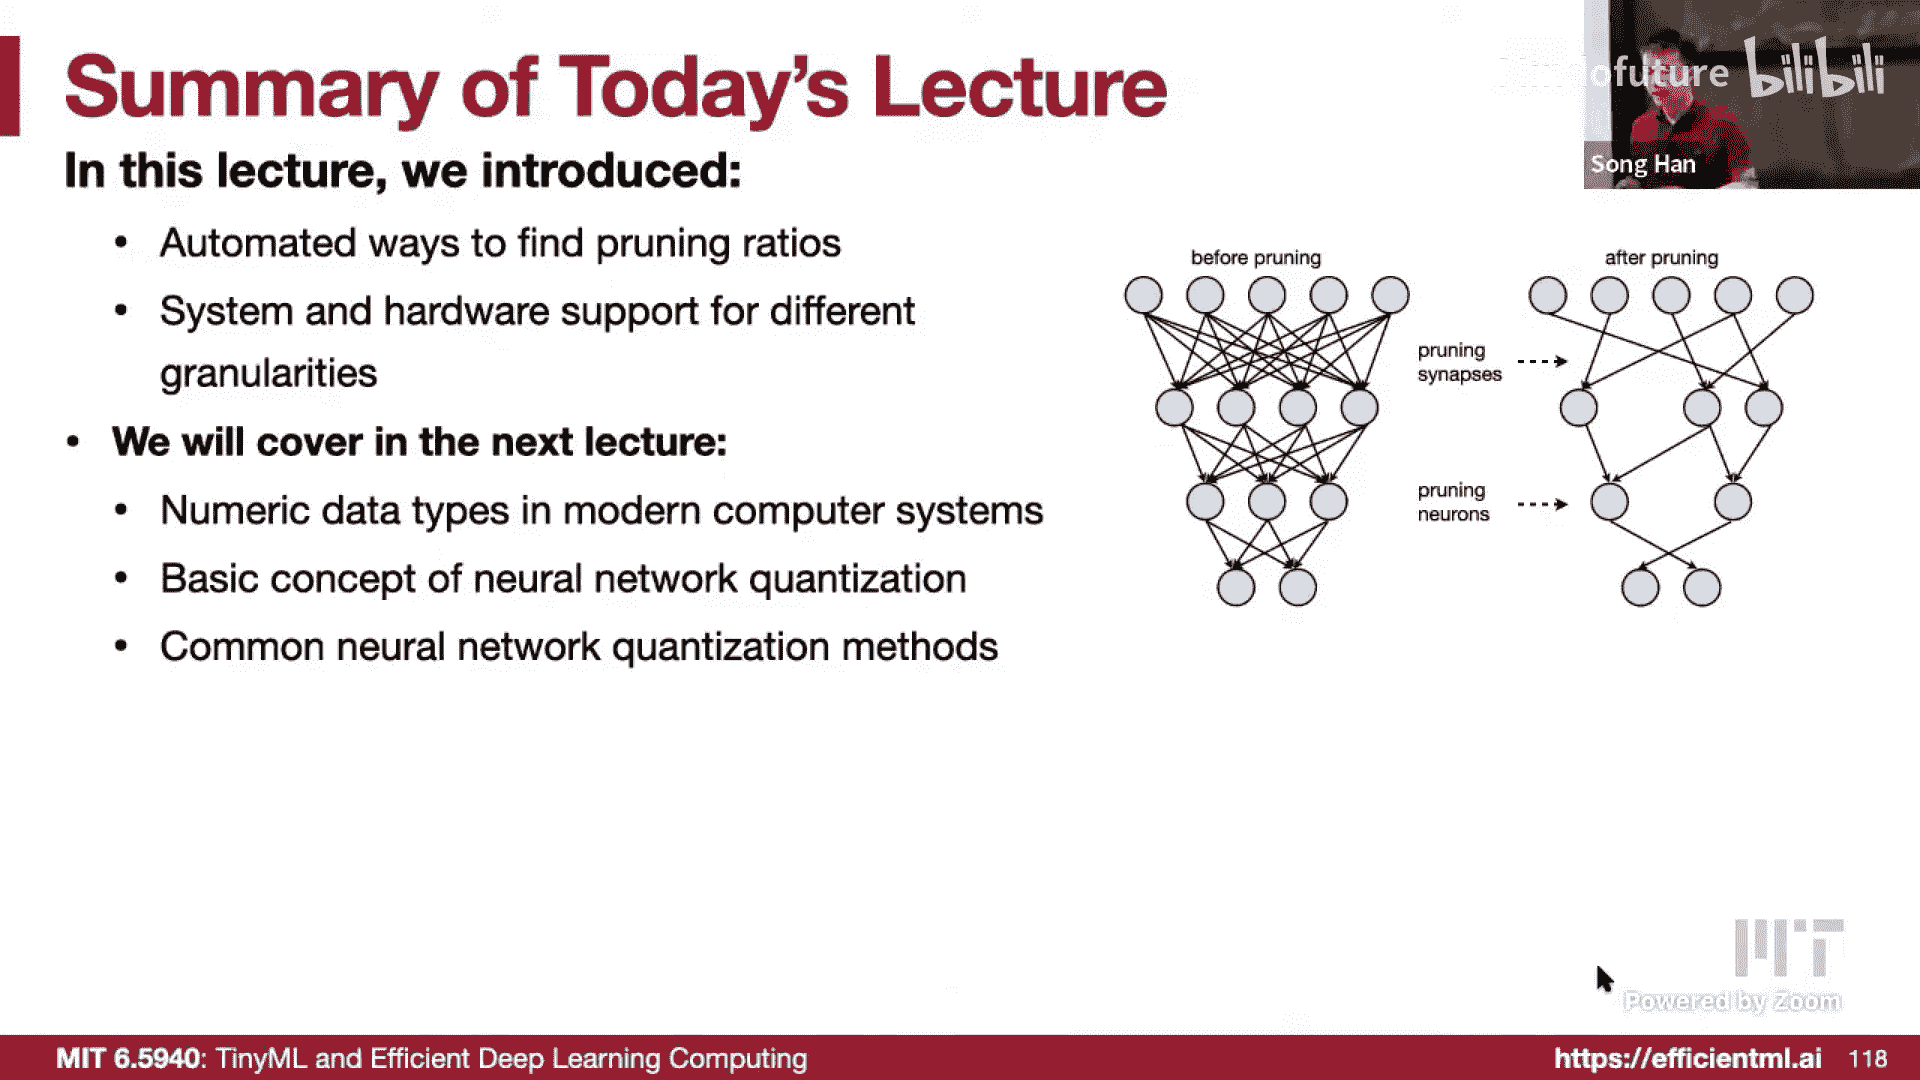 Summary of Today's Lecture
In this lecture, we introduced:
• Automated ways to find pruning ratios
• System and hardware support for different
granularities
• We will cover in the next lecture:
• Numeric data types in modern computer systems
• Basic concept of neural network quantization
• Common neural network quantization methods
before pruning
after pruning
pruning
synapses
pruning
neurons
bilibili
Song Han
MIT
Powered by Zoom
MIT 6.5940: TinyML and Efficient Deep Learning Computing
https://efficientml.ai
118